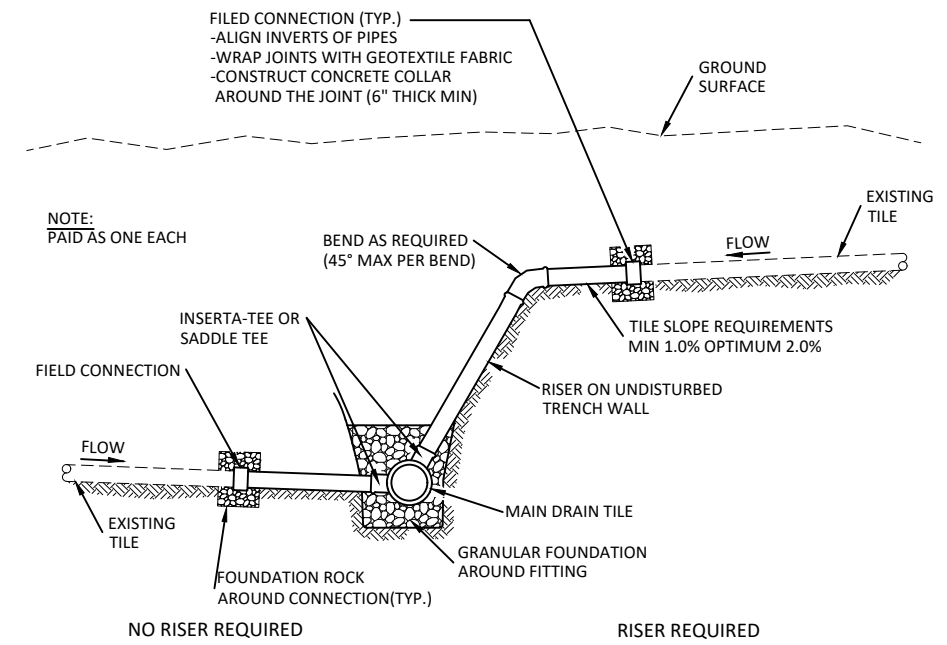 FILED CONNECTION (TYP.)
-ALIGN INVERTS OF PIPES
-WRAP JOINTS WITH GEOTEXTILE FABRIC
-CONSTRUCT CONCRETE COLLAR
AROUND THE JOINT (6" THICK MIN)
GROUND
SURFACE
NOTE:
PAID AS ONE EACH
BEND AS REQUIRED
(45° MAX PER BEND)
FLOW
EXISTING
TILE
INSERTA-TEE OR
SADDLE TEE
TILE SLOPE REQUIREMENTS
MIN 1.0% OPTIMUM 2.0%
FIELD CONNECTION
RISER ON UNDISTURBED
TRENCH WALL
FLOW
EXISTING
TILE
MAIN DRAIN TILE
GRANULAR FOUNDATION
AROUND FITTING
FOUNDATION ROCK
AROUND CONNECTION(TYP.)
NO RISER REQUIRED
RISER REQUIRED